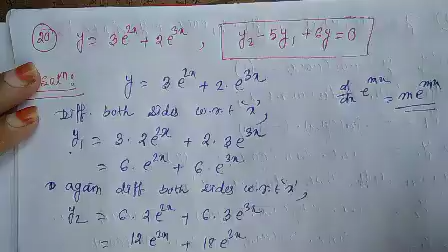 20 y = 3e^{2x} + 2e^{3x}, y₂ - 5y₁ + 6y = 0
Solⁿ: y = 3e^{2x} + 2.e^{3x}
d/dx e^{mx} = me^{mx}
Diff both sides w.r.t 'x',
y₁ = 3.2e^{2x} + 2.3e^{3x}
= 6.e^{2x} + 6.e^{3x}
again diff both sides w.r.t 'x',
y₂ = 6.2e^{2x} + 6.3e^{3x}
= 12e^{2x} + 18e^{3x}